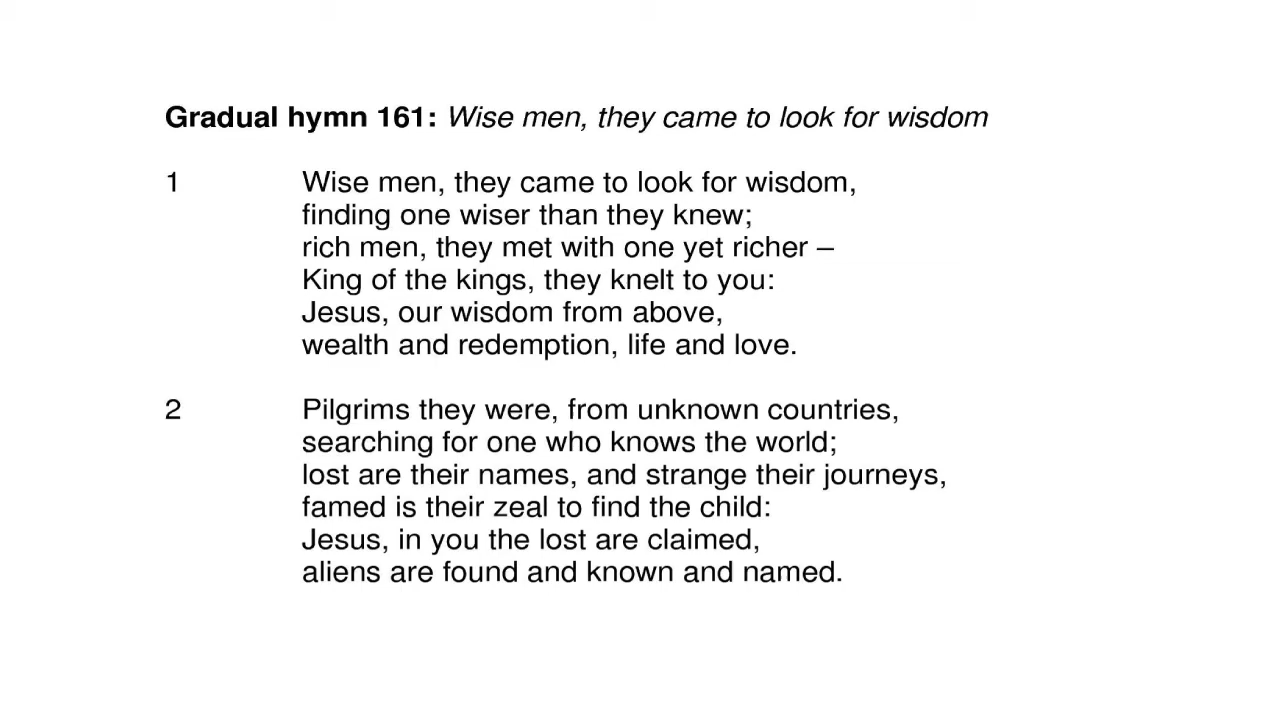 Gradual hymn 161: Wise men, they came to look for wisdom
1 Wise men, they came to look for wisdom,
finding one wiser than they knew;
rich men, they met with one yet richer –
King of the kings, they knelt to you:
Jesus, our wisdom from above,
wealth and redemption, life and love.
2 Pilgrims they were, from unknown countries,
searching for one who knows the world;
lost are their names, and strange their journeys,
famed is their zeal to find the child:
Jesus, in you the lost are claimed,
aliens are found and known and named.